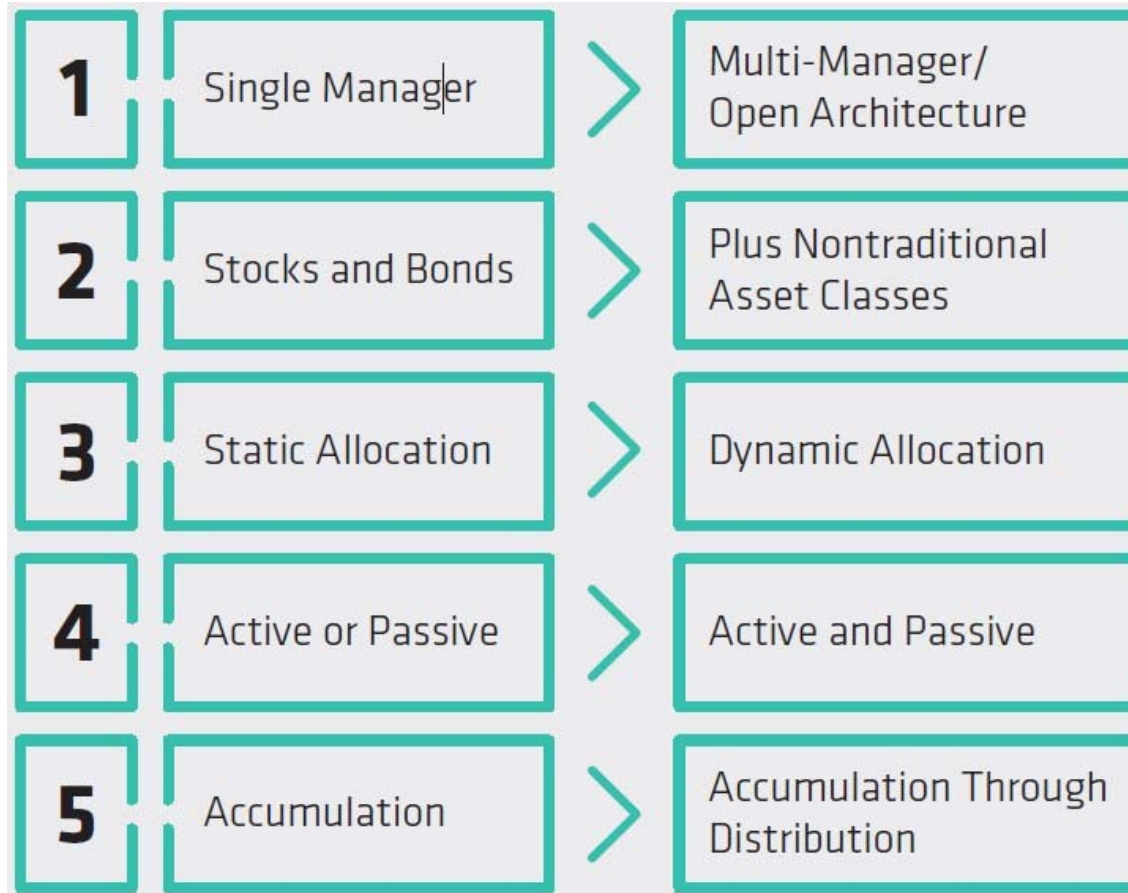 1
Single Manager
Multi-Manager/
Open Architecture
2
Stocks and Bonds
Plus Nontraditional
Asset Classes
3
Static Allocation
Dynamic Allocation
4
Active or Passive
Active and Passive
5
Accumulation
Accumulation Through
Distribution